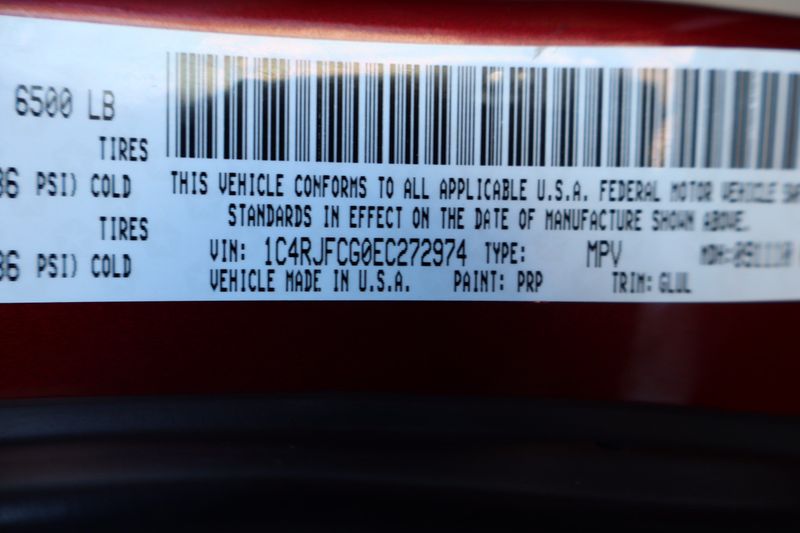 6500 LB
TIRES
PSI) COLD
THIS VEHICLE CONFORMS TO ALL APPLICABLE U.S.A. FEDERAL MOTOR VEHICLE
TIRES
STANDARDS IN EFFECT ON THE DATE OF MANUFACTURE SHOWN ABOVE.
VIN: 1C4RJFCG0EC272974 TYPE: MPV
PSI) COLD
VEHICLE MADE IN U.S.A. PAINT: PRP TRIM: GLUL